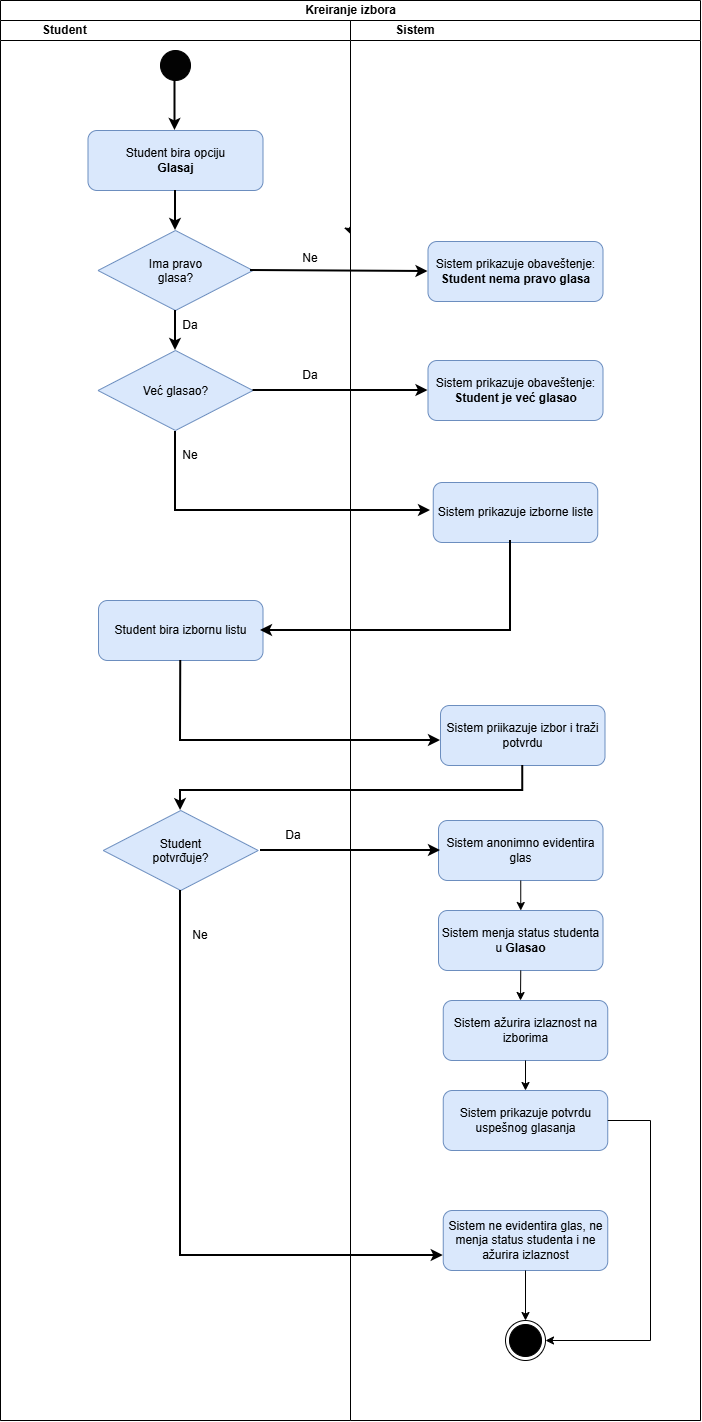 Kreiranje izbora
Student
Sistem
Student bira opciju
Glasaj
Ima pravo
glasa?
Ne
Sistem prikazuje obaveštenje:
Student nema pravo glasa
Da
Već glasao?
Da
Sistem prikazuje obaveštenje:
Student je već glasao
Ne
Sistem prikazuje izborne liste
Student bira izbornu listu
Sistem priikazuje izbor i traži
potvrdu
Student
potvrđuje?
Da
Sistem anonimno evidentira
glas
Ne
Sistem menja status studenta
u Glasao
Sistem ažurira izlaznost na
izborima
Sistem prikazuje potvrdu
uspešnog glasanja
Sistem ne evidentira glas, ne
menja status studenta i ne
ažurira izlaznost